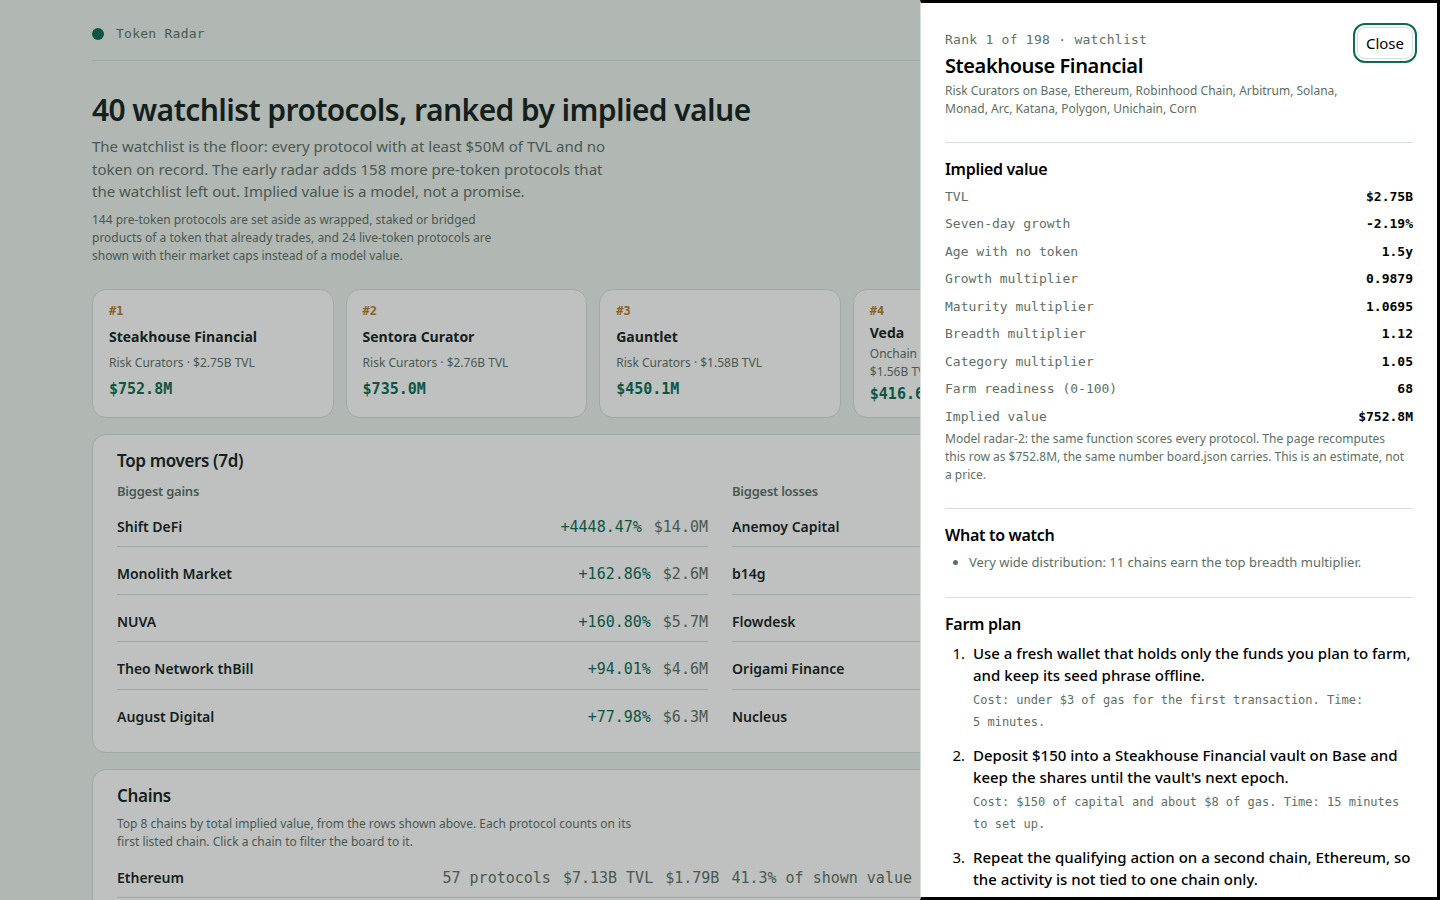 Token Radar
40 watchlist protocols, ranked by implied value
The watchlist is the floor: every protocol with at least $50M of TVL and no
token on record. The early radar adds 158 more pre-token protocols that
the watchlist left out. Implied value is a model, not a promise.
144 pre-token protocols are set aside as wrapped, staked or bridged
products of a token that already trades, and 24 live-token protocols are
shown with their market caps instead of a model value.
#1
Steakhouse Financial
Risk Curators · $2.75B TVL
$752.8M
#2
Sentora Curator
Risk Curators · $2.76B TVL
$735.0M
#3
Gauntlet
Risk Curators · $1.58B TVL
$450.1M
#4
Veda
Onchain
$1.56B TV
$416.6
Top movers (7d)
Biggest gains
Shift DeFi +4448.47% $14.0M
Monolith Market +162.86% $2.6M
NUVA +160.80% $5.7M
Theo Network thBill +94.01% $4.6M
August Digital +77.98% $6.3M
Biggest losses
Anemoy Capital
b14g
Flowdesk
Origami Finance
Nucleus
Chains
Top 8 chains by total implied value, from the rows shown above. Each protocol counts on its
first listed chain. Click a chain to filter the board to it.
Ethereum 57 protocols $7.13B TVL $1.79B 41.3% of shown value
Rank 1 of 198 · watchlist
Close
Steakhouse Financial
Risk Curators on Base, Ethereum, Robinhood Chain, Arbitrum, Solana,
Monad, Arc, Katana, Polygon, Unichain, Corn
Implied value
TVL $2.75B
Seven-day growth -2.19%
Age with no token 1.5y
Growth multiplier 0.9879
Maturity multiplier 1.0695
Breadth multiplier 1.12
Category multiplier 1.05
Farm readiness (0-100) 68
Implied value $752.8M
Model radar-2: the same function scores every protocol. The page recomputes
this row as $752.8M, the same number board.json carries. This is an estimate, not
a price.
What to watch
• Very wide distribution: 11 chains earn the top breadth multiplier.
Farm plan
1. Use a fresh wallet that holds only the funds you plan to farm,
and keep its seed phrase offline.
Cost: under $3 of gas for the first transaction. Time:
5 minutes.
2. Deposit $150 into a Steakhouse Financial vault on Base and
keep the shares until the vault's next epoch.
Cost: $150 of capital and about $8 of gas. Time: 15 minutes
to set up.
3. Repeat the qualifying action on a second chain, Ethereum, so
the activity is not tied to one chain only.